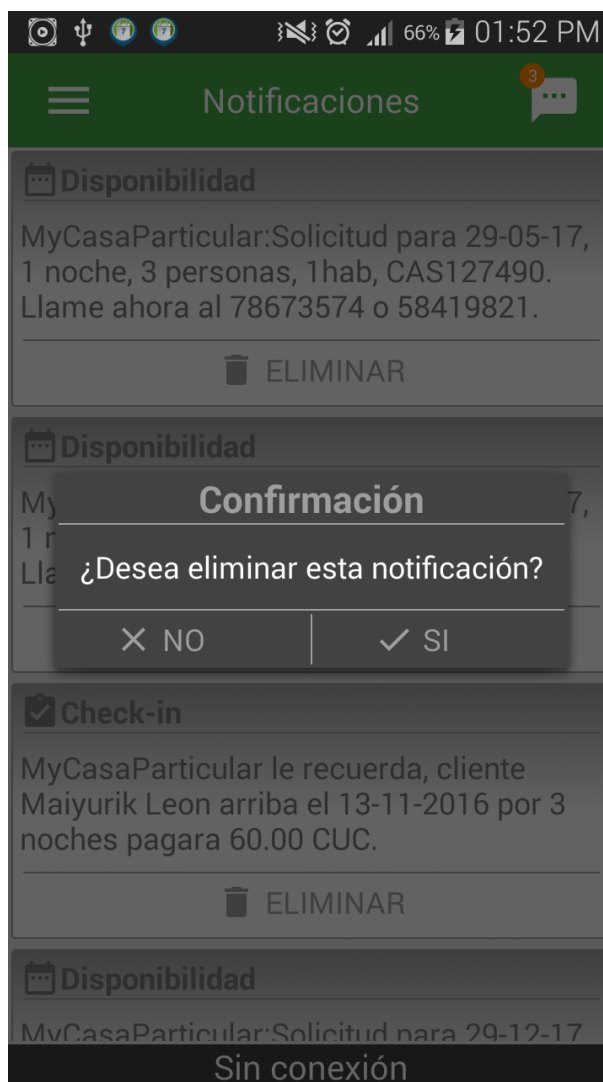 7 7 66% 01:52 PM
Notificaciones
3
Disponibilidad
MyCasaParticular:Solicitud para 29-05-17,
1 noche, 3 personas, 1hab, CAS127490.
Llame ahora al 78673574 o 58419821.
ELIMINAR
Disponibilidad
Confirmación
¿Desea eliminar esta notificación?
NO SI
Check-in
MyCasaParticular le recuerda, cliente
Maiyurik Leon arriba el 13-11-2016 por 3
noches pagara 60.00 CUC.
ELIMINAR
Disponibilidad
MyCasaParticular:Solicitud para 29-12-17
Sin conexión